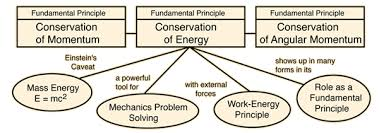 Fundamental Principle
Conservation
of Momentum
Fundamental Principle
Conservation
of Energy
Fundamental Principle
Conservation
of Angular Momentum
Einstein's
Caveat
a powerful
tool for
with external
forces
shows up in many
forms in its
Mass Energy
E = mc²
Mechanics Problem
Solving
Work-Energy
Principle
Role as a
Fundamental
Principle